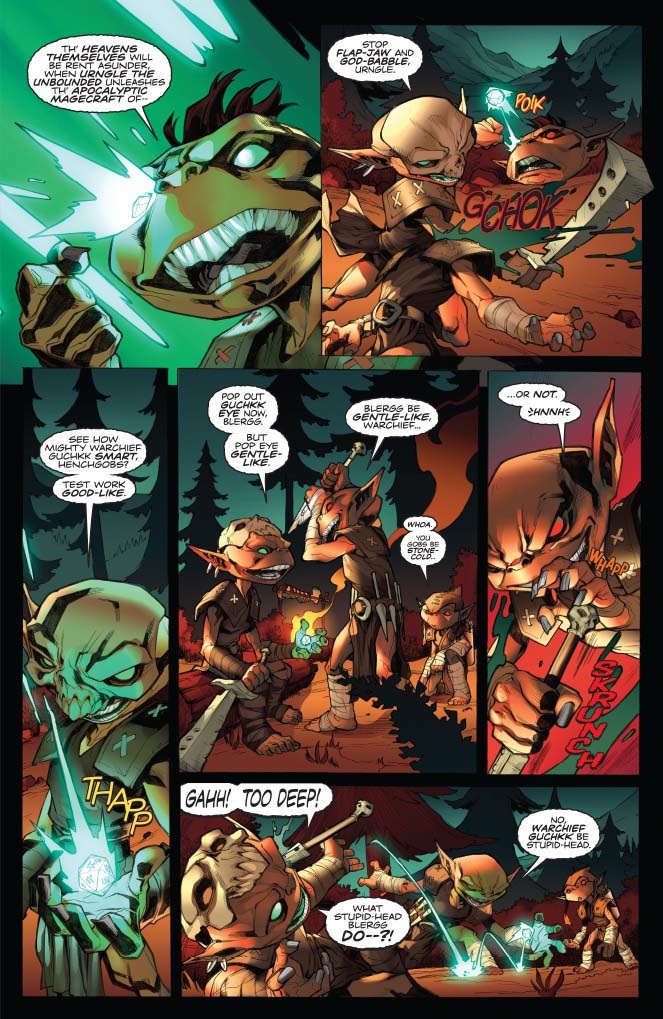 TH' HEAVENS
THEMSELVES WILL
BE RENT ASUNDER,
WHEN URNGLE THE
UNBOUNDED UNLEASHES
TH' APOCALYPTIC
MAGECRAFT OF--
STOP
FLAP-JAW AND
GOD-BABBLE,
URNGLE.
POIK
G'CHOK
SEE HOW
MIGHTY WARCHIEF
GUCHKK SMART,
HENCHGOBS?
TEST WORK
GOOD-LIKE.
THAPP
POP OUT
GUCHKK
EYE NOW,
BLERGG.
BUT
POP EYE
GENTLE-
LIKE.
BLERGG BE
GENTLE-LIKE,
WARCHIEF...
WHOA.
YOU
GOBS BE
STONE-
COLD..
...OR NOT.
>HNNH<
WHAPP
SKRUNCH
GAHH! TOO DEEP!
WHAT
STUPID-HEAD
BLERGG
DO--?!
NO,
WARCHIEF
GUCHKK BE
STUPID-HEAD.